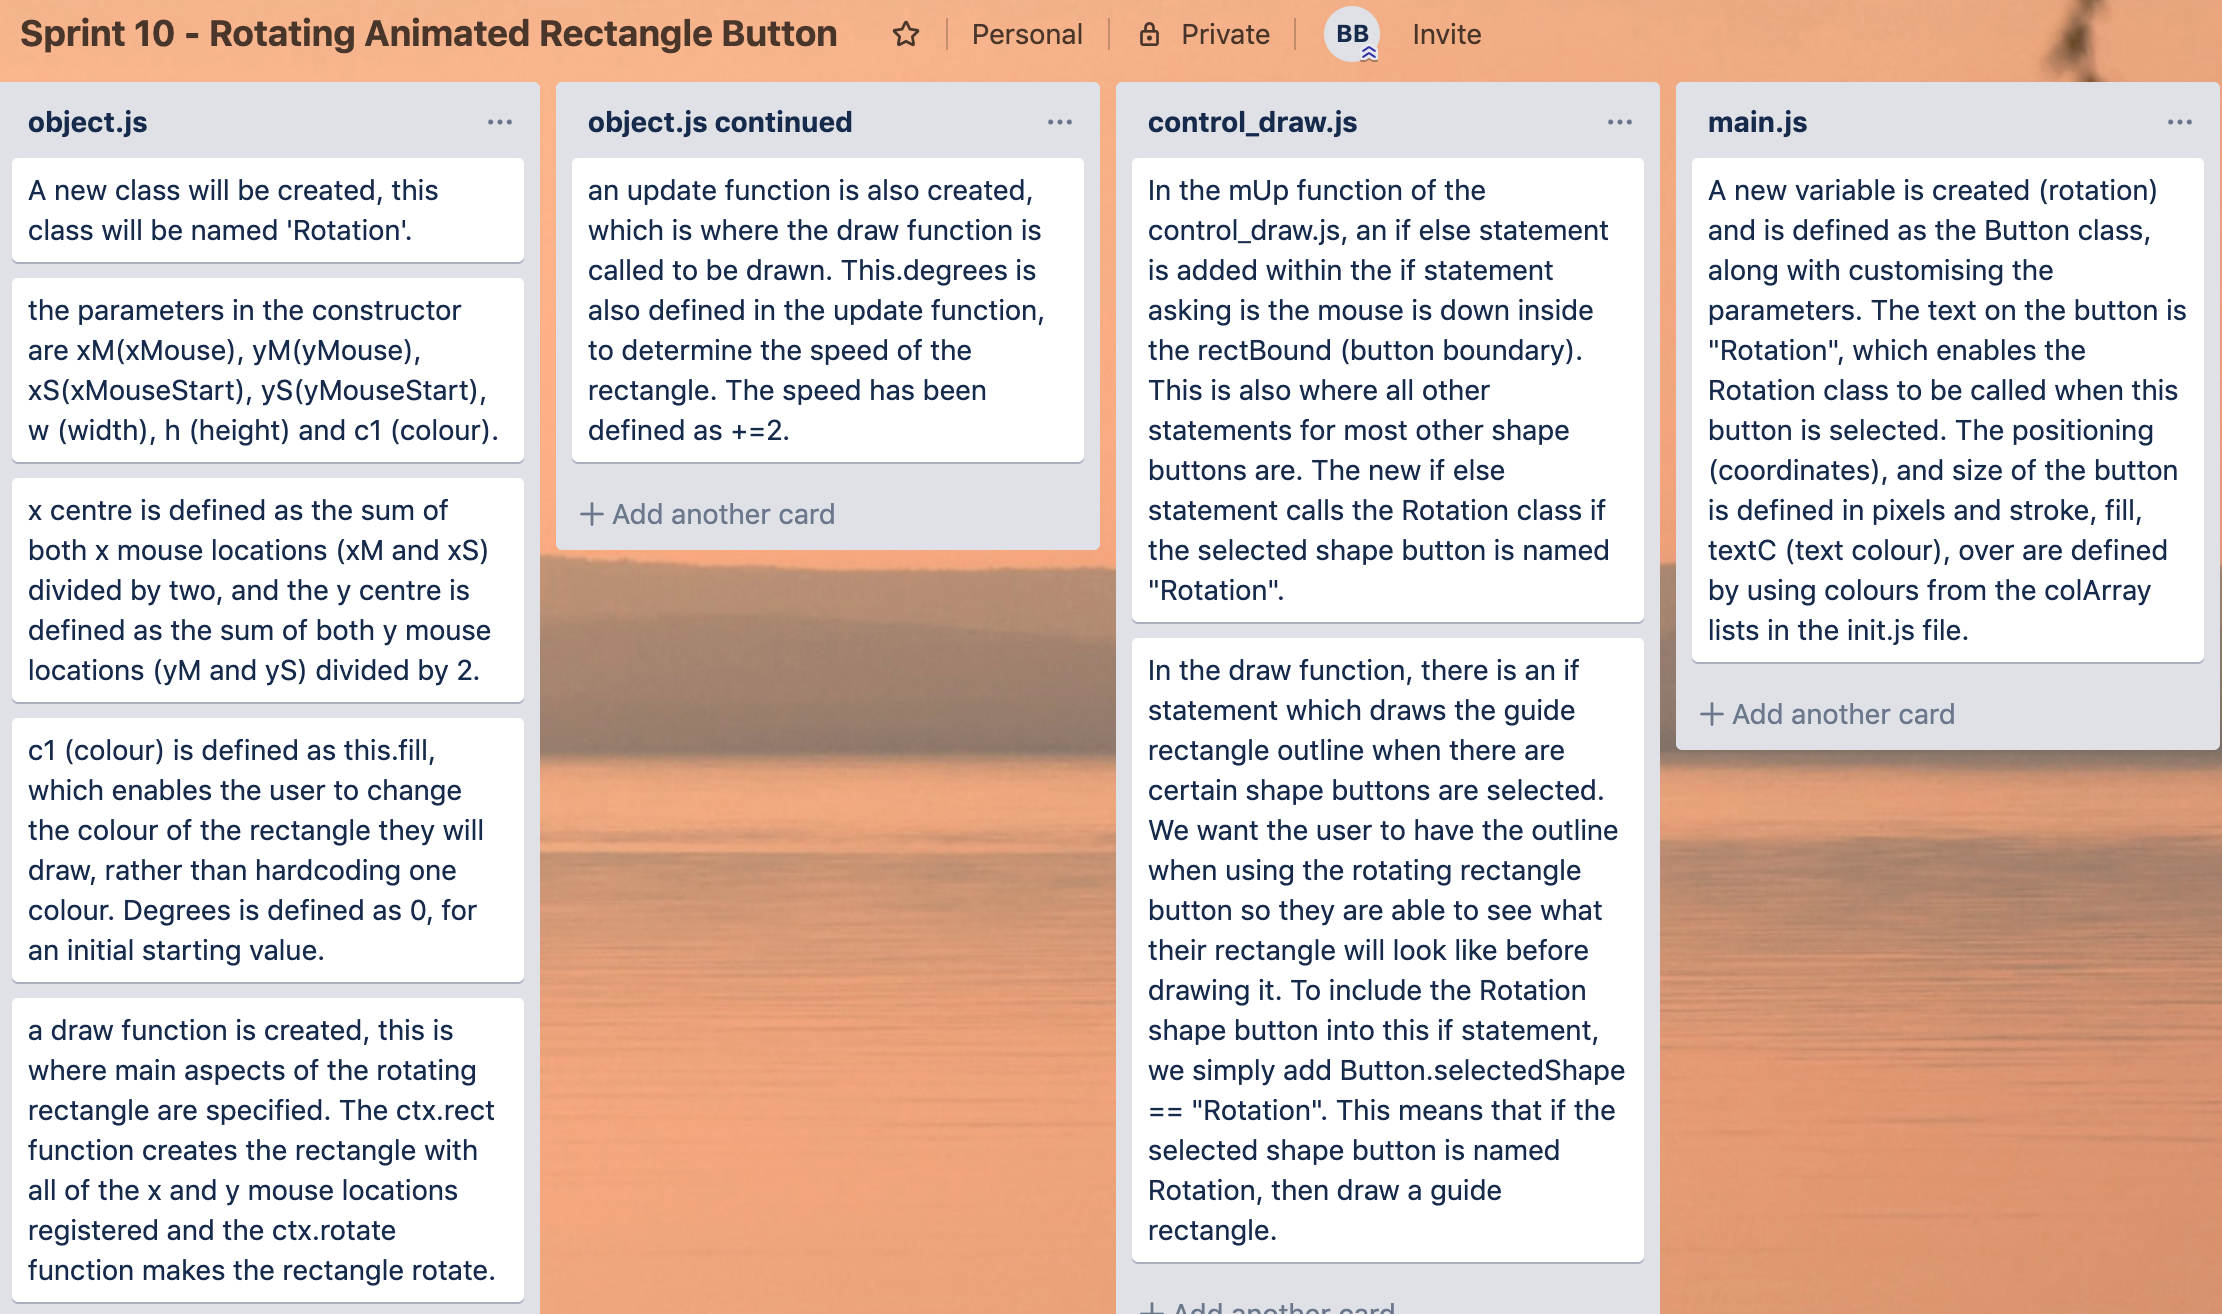 Sprint 10 - Rotating Animated Rectangle Button
Personal
Private
BB
Invite
object.js
A new class will be created, this
class will be named 'Rotation'.
the parameters in the constructor
are xM(xMouse), yM(yMouse),
xS(xMouseStart), yS(yMouseStart),
w (width), h (height) and c1 (colour).
x centre is defined as the sum of
both x mouse locations (xM and xS)
divided by two, and the y centre is
defined as the sum of both y mouse
locations (yM and yS) divided by 2.
c1 (colour) is defined as this.fill,
which enables the user to change
the colour of the rectangle they will
draw, rather than hardcoding one
colour. Degrees is defined as 0, for
an initial starting value.
a draw function is created, this is
where main aspects of the rotating
rectangle are specified. The ctx.rect
function creates the rectangle with
all of the x and y mouse locations
registered and the ctx.rotate
function makes the rectangle rotate.
object.js continued
an update function is also created,
which is where the draw function is
called to be drawn. This.degrees is
also defined in the update function,
to determine the speed of the
rectangle. The speed has been
defined as +=2.
+ Add another card
control_draw.js
In the mUp function of the
control_draw.js, an if else statement
is added within the if statement
asking is the mouse is down inside
the rectBound (button boundary).
This is also where all other
statements for most other shape
buttons are. The new if else
statement calls the Rotation class if
the selected shape button is named
"Rotation".
In the draw function, there is an if
statement which draws the guide
rectangle outline when there are
certain shape buttons are selected.
We want the user to have the outline
when using the rotating rectangle
button so they are able to see what
their rectangle will look like before
drawing it. To include the Rotation
shape button into this if statement,
we simply add Button.selectedShape
== "Rotation". This means that if the
selected shape button is named
Rotation, then draw a guide
rectangle.
+ Add another card
main.js
A new variable is created (rotation)
and is defined as the Button class,
along with customising the
parameters. The text on the button is
"Rotation", which enables the
Rotation class to be called when this
button is selected. The positioning
(coordinates), and size of the button
is defined in pixels and stroke, fill,
textC (text colour), over are defined
by using colours from the colArray
lists in the init.js file.
+ Add another card